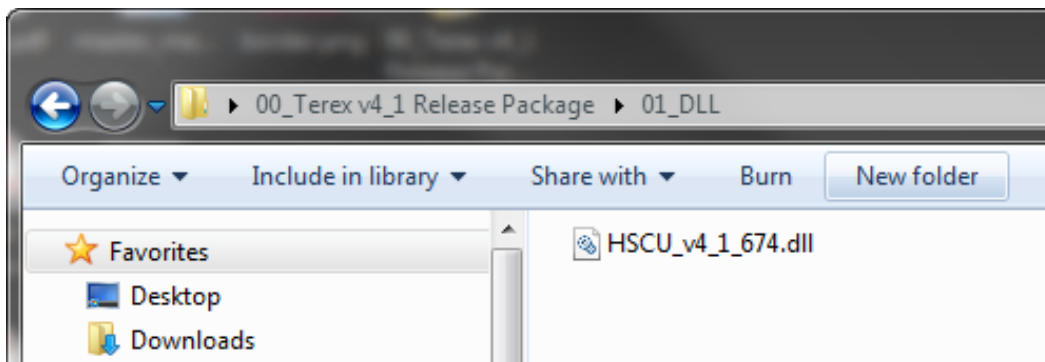 00_Terex v4_1 Release Package 01_DLL
Organize Include in library Share with Burn New folder
Favorites HSCU_v4_1_674.dll
Desktop
Downloads